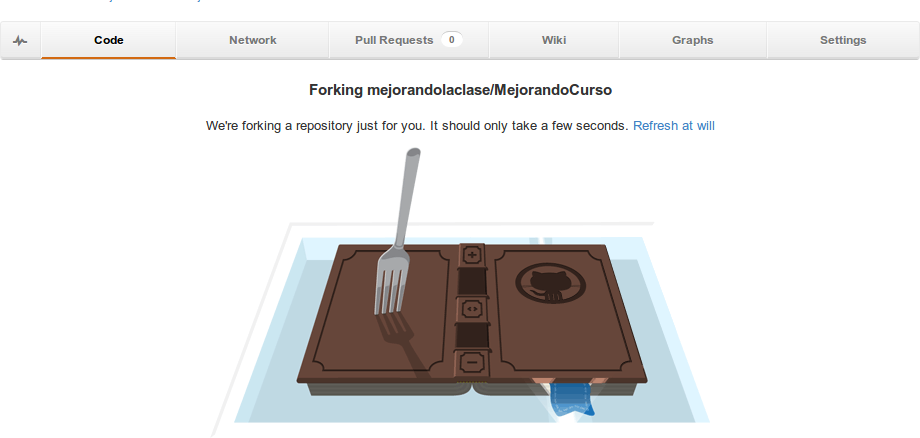 Code Network Pull Requests 0 Wiki Graphs Settings
Forking mejorandolaclase/MejorandoCurso
We're forking a repository just for you. It should only take a few seconds. Refresh at will